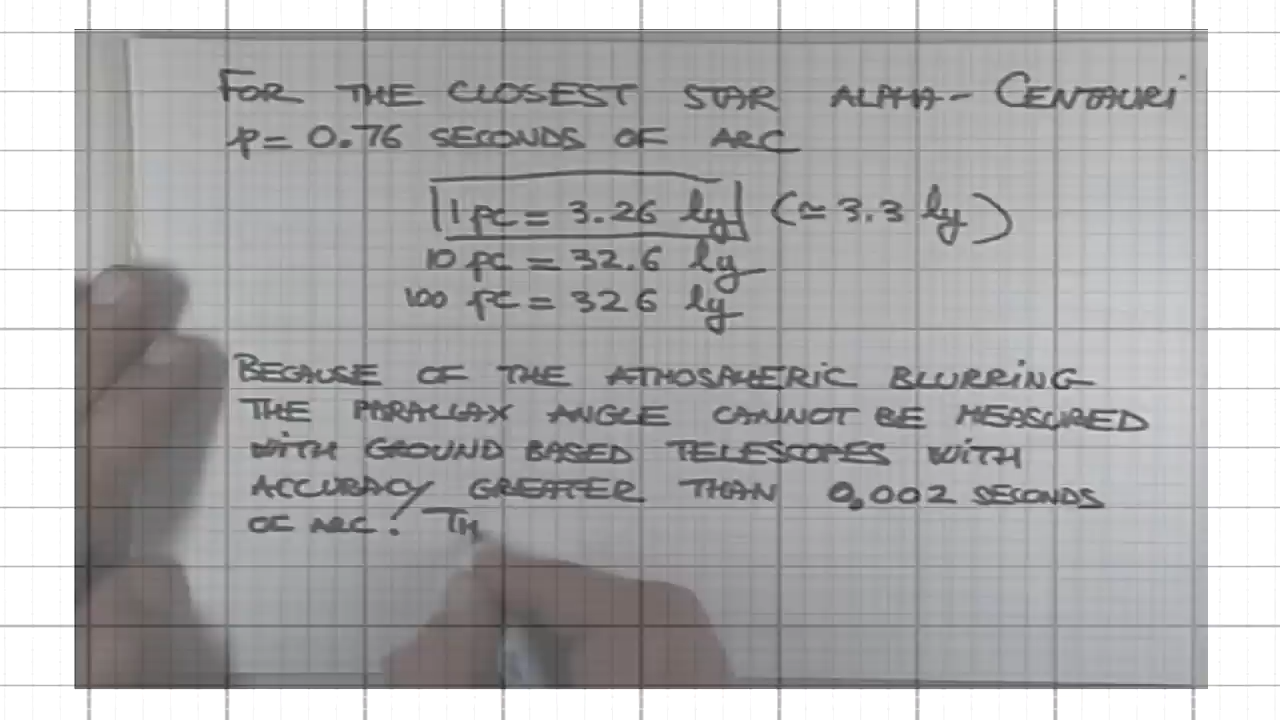 FOR THE CLOSEST STAR ALPHA-CENTAURI
p= 0.76 SECONDS OF ARC
1 pc = 3.26 ly (≃ 3.3 ly)
10 pc = 32.6 ly
100 pc = 326 ly
BECAUSE OF THE ATMOSPHERIC BLURRING
THE PARALLAX ANGLE CANNOT BE MEASURED
WITH GROUND BASED TELESCOPES WITH
ACCURACY GREATER THAN 0,002 SECONDS
OF ARC. TH